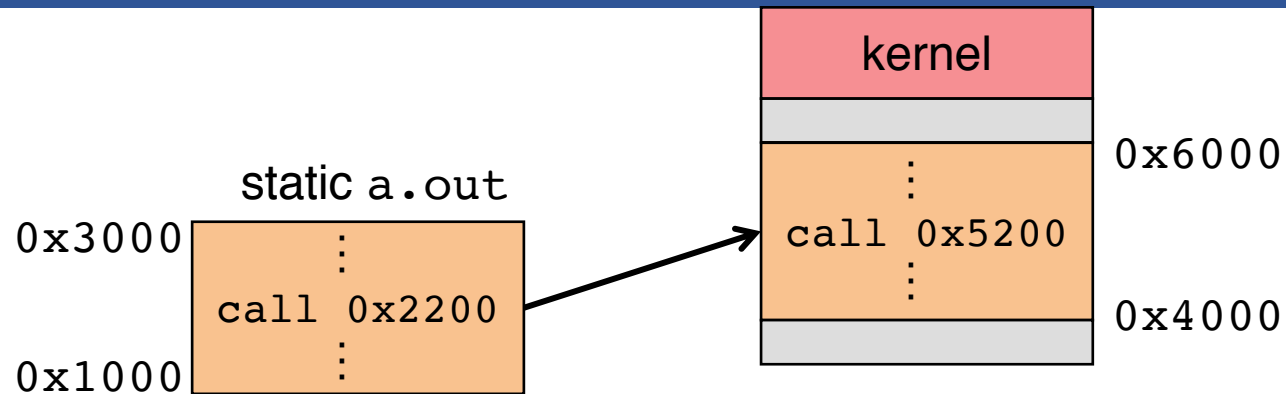 kernel
0x6000
static a.out
0x3000
⋮
call 0x5200
⋮
⋮
call 0x2200
⋮
0x4000
0x1000